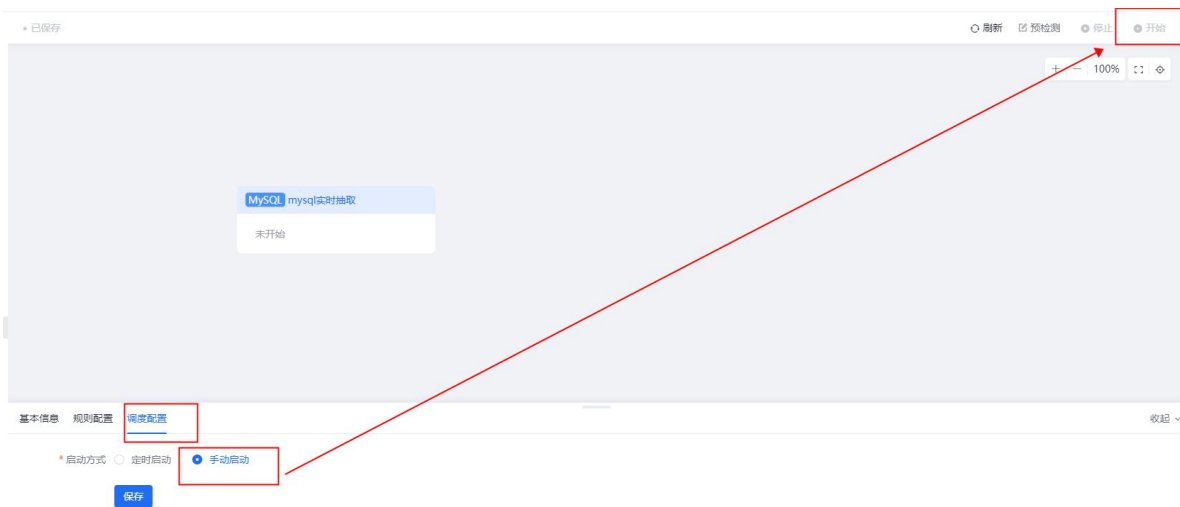 已保存 刷新 预检测 停止 开始
+ - 100%
MySQL mysql实时抽取
未开始
基本信息 规则配置 调度配置 收起
* 启动方式 定时启动 手动启动
保存